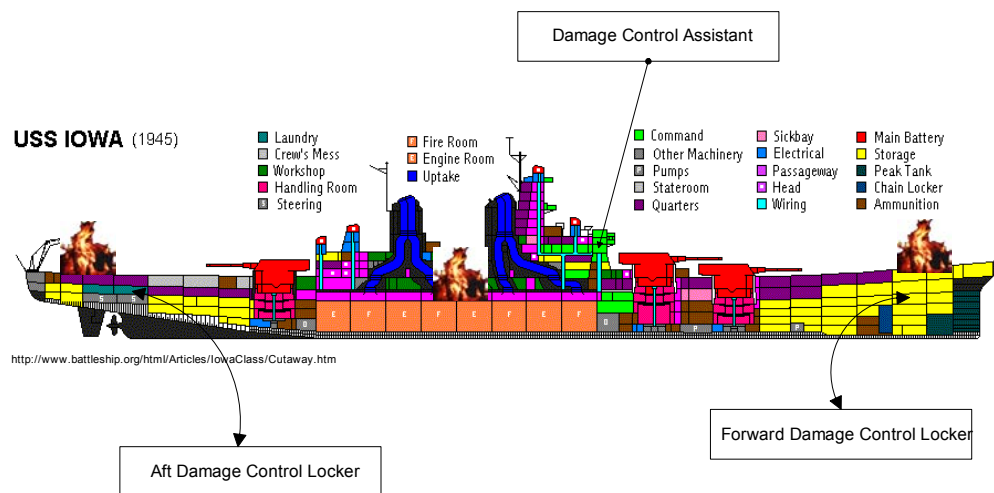 Damage Control Assistant
USS IOWA (1945)
Laundry
Crew's Mess
Workshop
Handling Room
S Steering
F Fire Room
E Engine Room
Uptake
Command
Other Machinery
P Pumps
Stateroom
Quarters
Sickbay
Electrical
Passageway
Head
Wiring
Main Battery
Storage
Peak Tank
Chain Locker
Ammunition
S S
E F E F E F E F
P P
http://www.battleship.org/html/Articles/IowaClass/Cutaway.htm
Aft Damage Control Locker
Forward Damage Control Locker